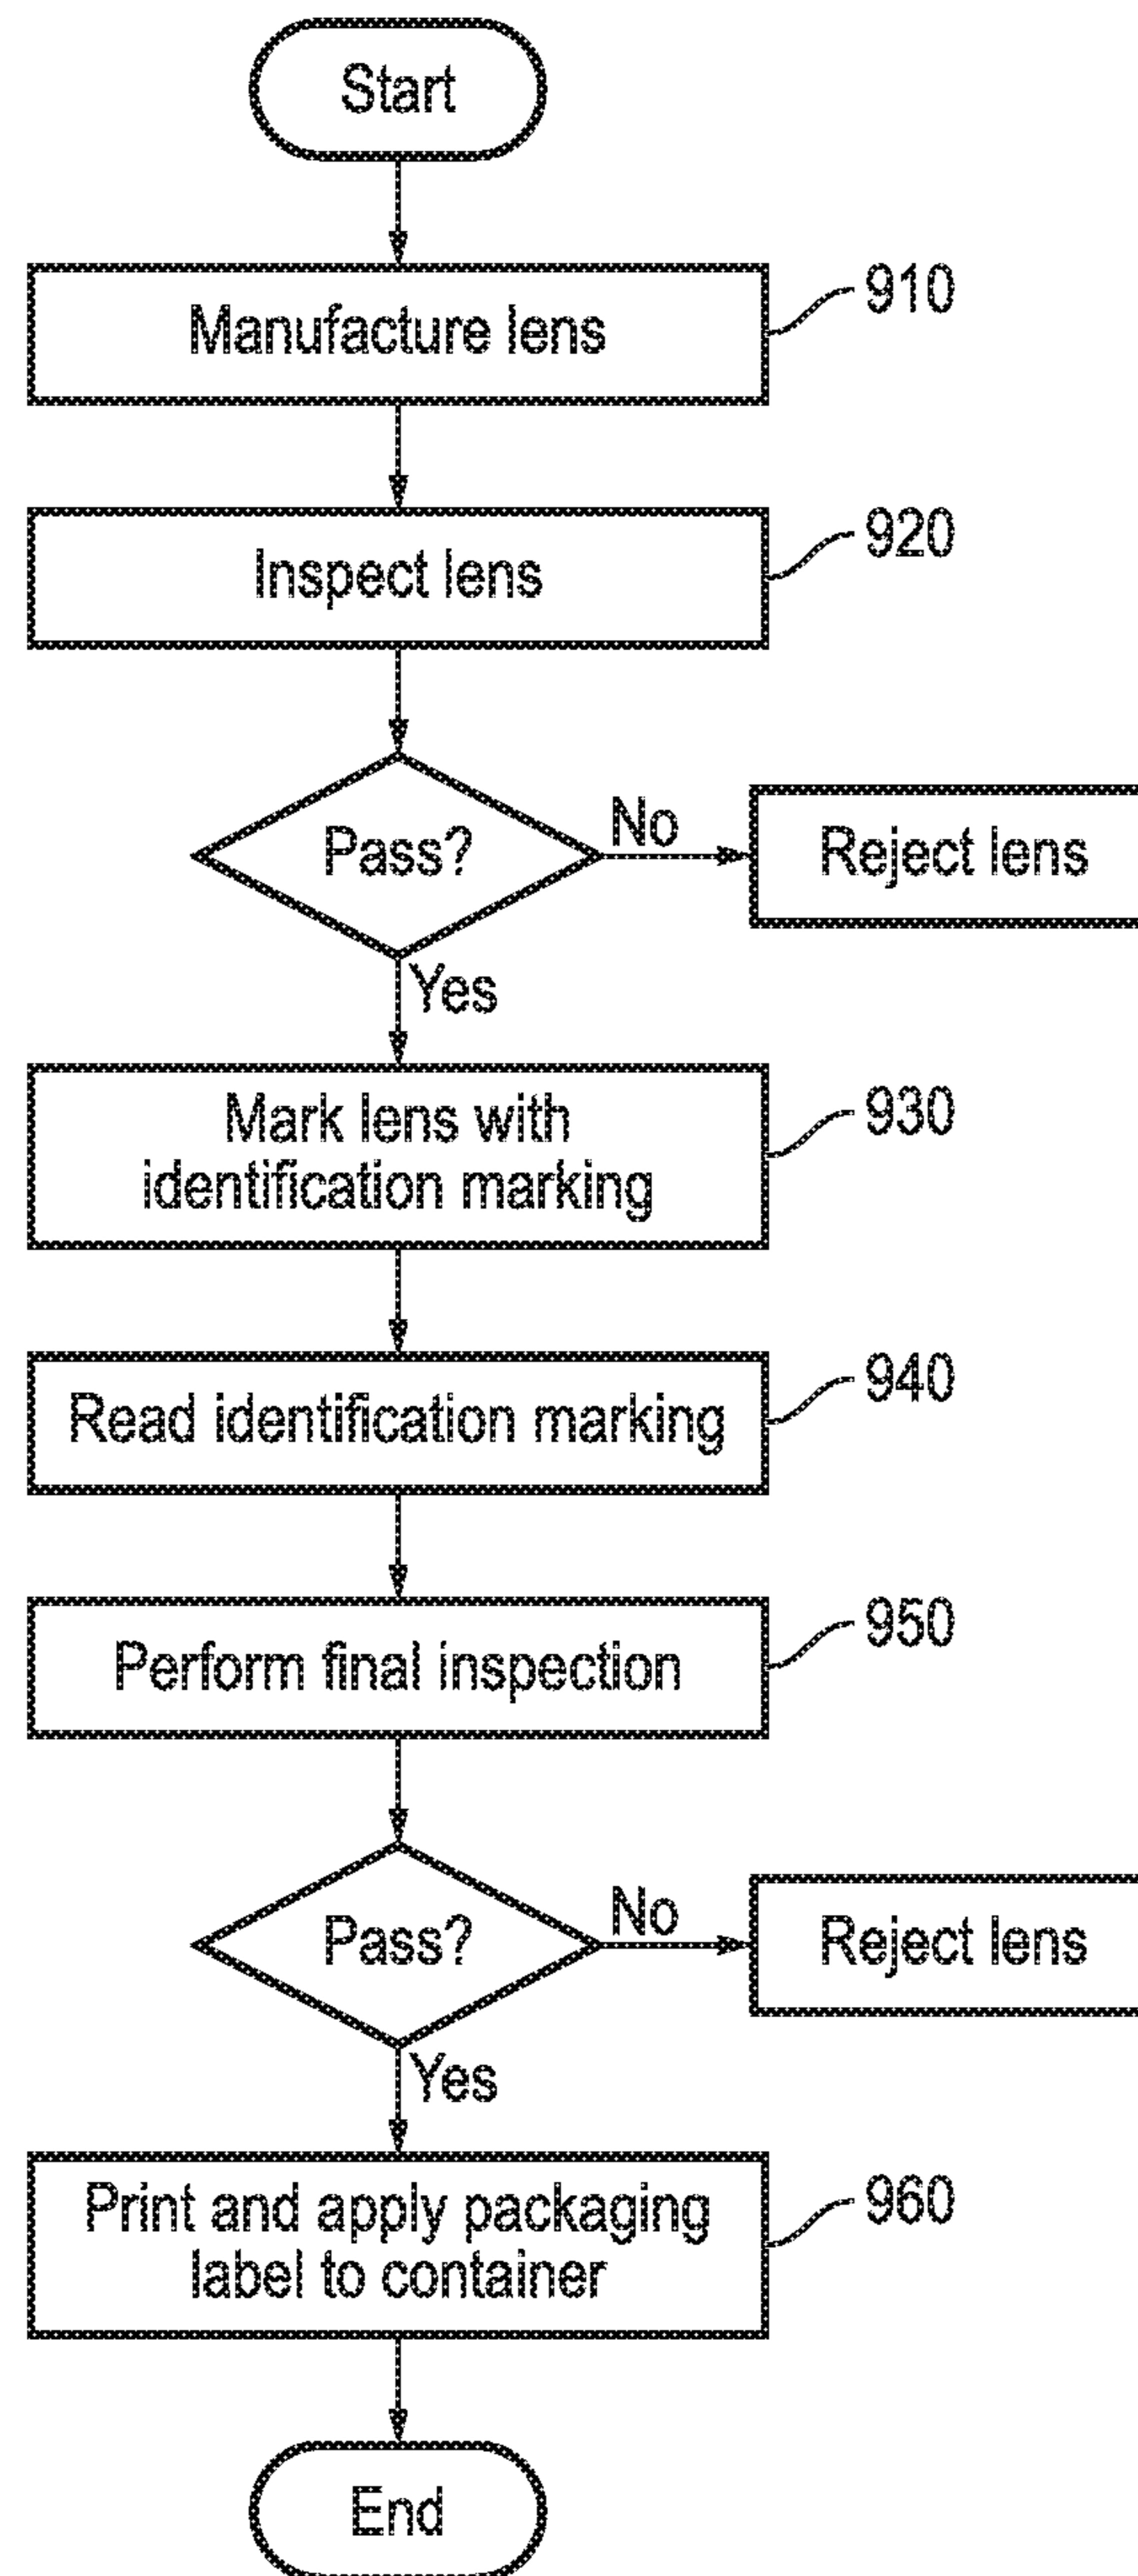 Start
Manufacture lens
910
Inspect lens
920
Pass?
No
Reject lens
Yes
Mark lens with
identification marking
930
Read identification marking
940
Perform final inspection
950
Pass?
No
Reject lens
Yes
Print and apply packaging
label to container
960
End